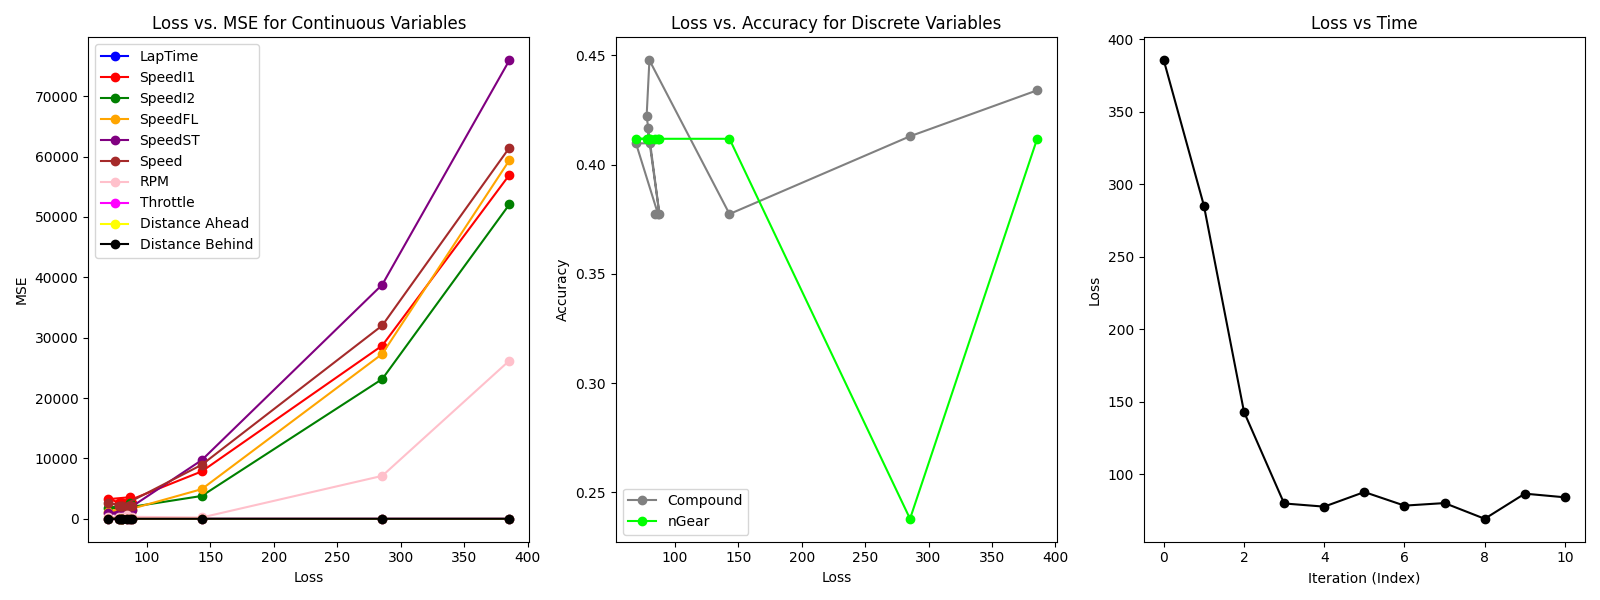 Loss vs. MSE for Continuous Variables
MSE
70000
60000
50000
40000
30000
20000
10000
0
LapTime
SpeedI1
SpeedI2
SpeedFL
SpeedST
Speed
RPM
Throttle
Distance Ahead
Distance Behind
100
150
200
250
300
350
400
Loss
Loss vs. Accuracy for Discrete Variables
Accuracy
0.45
0.40
0.35
0.30
0.25
Compound
nGear
100
150
200
250
300
350
400
Loss
Loss vs Time
Loss
400
350
300
250
200
150
100
0
2
4
6
8
10
Iteration (Index)